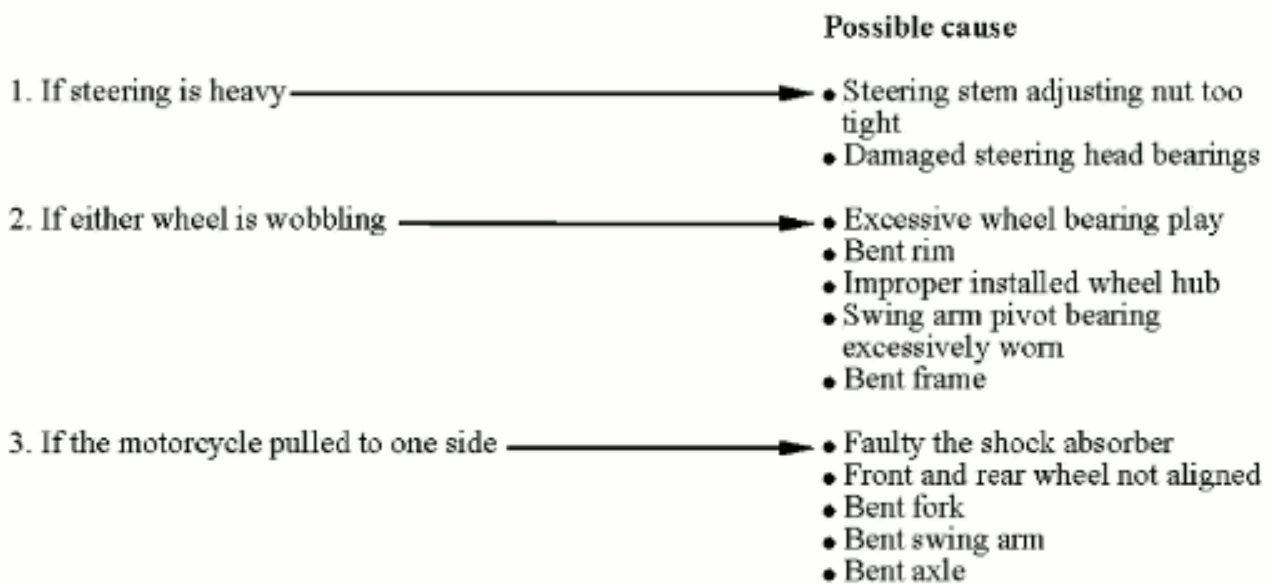 Possible cause
1. If steering is heavy
● Steering stem adjusting nut too
tight
● Damaged steering head bearings
2. If either wheel is wobbling
● Excessive wheel bearing play
● Bent rim
● Improper installed wheel hub
● Swing arm pivot bearing
excessively worn
● Bent frame
3. If the motorcycle pulled to one side
● Faulty the shock absorber
● Front and rear wheel not aligned
● Bent fork
● Bent swing arm
● Bent axle